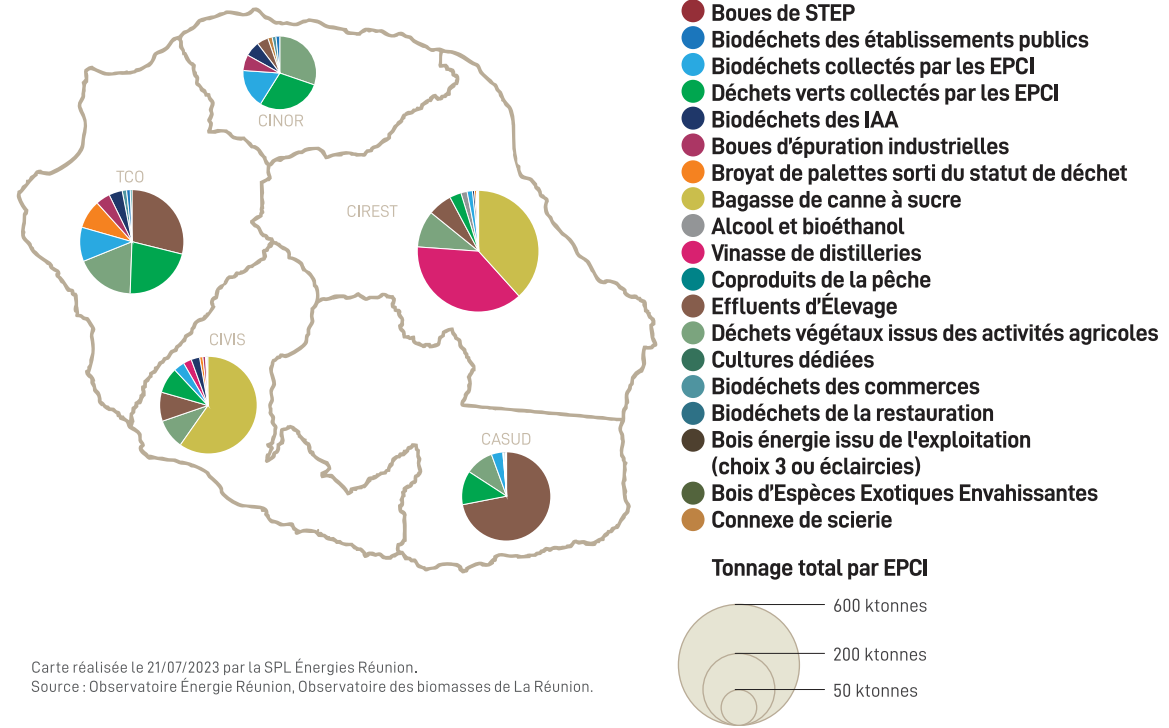 CINOR
TCO
CIREST
CIVIS
CASUD
Boues de STEP
Biodéchets des établissements publics
Biodéchets collectés par les EPCI
Déchets verts collectés par les EPCI
Biodéchets des IAA
Boues d'épuration industrielles
Broyat de palettes sorti du statut de déchet
Bagasse de canne à sucre
Alcool et bioéthanol
Vinasse de distilleries
Coproduits de la pêche
Effluents d'Élevage
Déchets végétaux issus des activités agricoles
Cultures dédiées
Biodéchets des commerces
Biodéchets de la restauration
Bois énergie issu de l'exploitation
(choix 3 ou éclaircies)
Bois d'Espèces Exotiques Envahissantes
Connexe de scierie
Tonnage total par EPCI
600 ktonnes
200 ktonnes
50 ktonnes
Carte réalisée le 21/07/2023 par la SPL Énergies Réunion.
Source : Observatoire Énergie Réunion, Observatoire des biomasses de La Réunion.